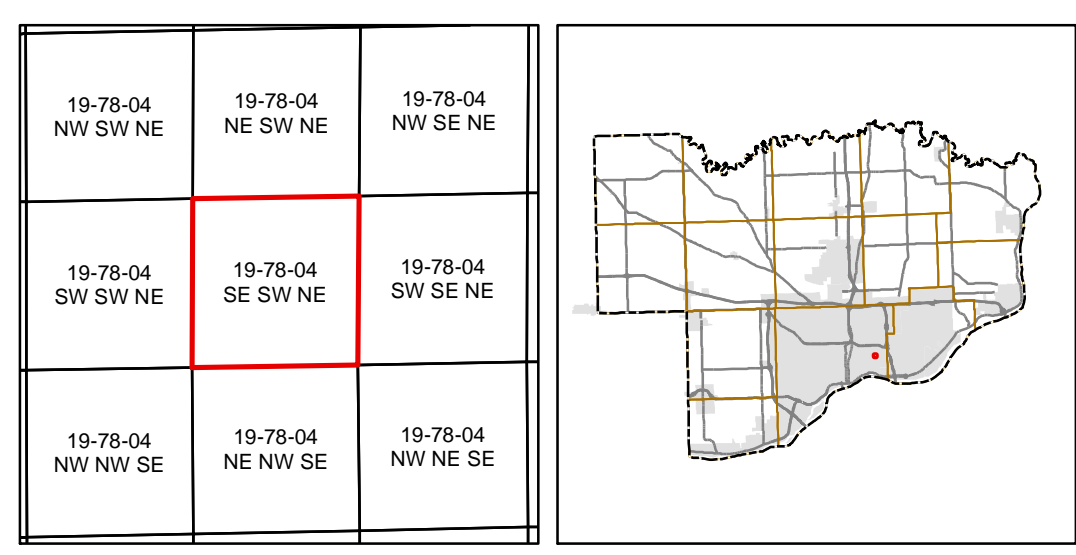 19-78-04
NW SW NE
19-78-04
NE SW NE
19-78-04
NW SE NE
19-78-04
SW SW NE
19-78-04
SE SW NE
19-78-04
SW SE NE
19-78-04
NW NW SE
19-78-04
NE NW SE
19-78-04
NW NE SE